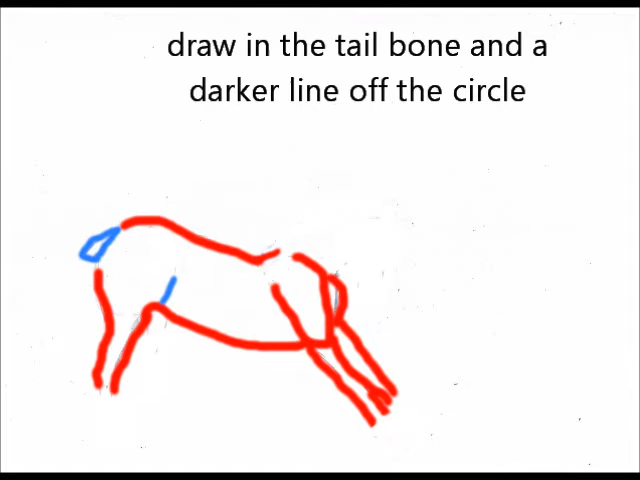 draw in the tail bone and a
darker line off the circle